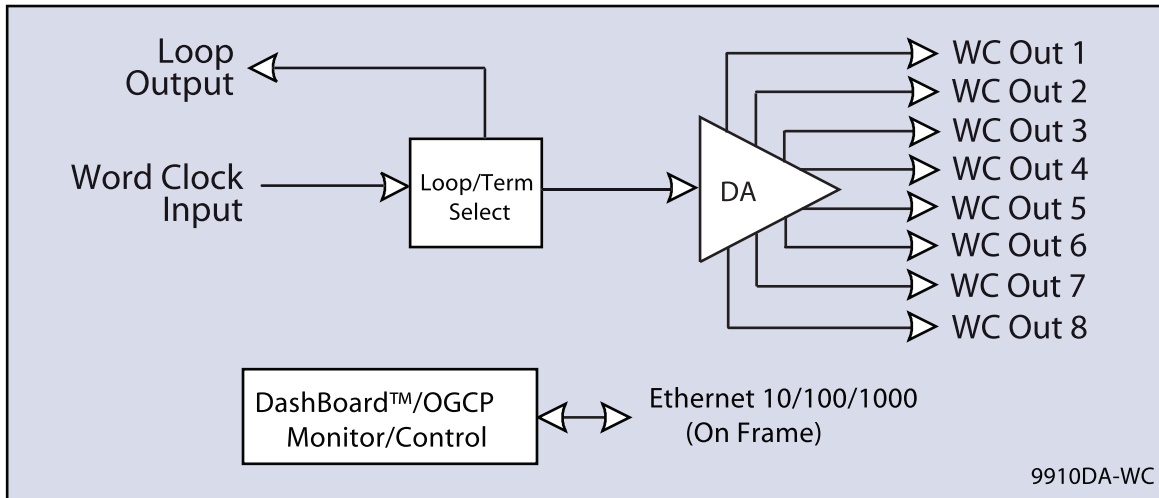 Loop
Output
Word Clock
Input
Loop/Term
Select
DA
WC Out 1
WC Out 2
WC Out 3
WC Out 4
WC Out 5
WC Out 6
WC Out 7
WC Out 8
DashBoard™/OGCP
Monitor/Control
Ethernet 10/100/1000
(On Frame)
9910DA-WC